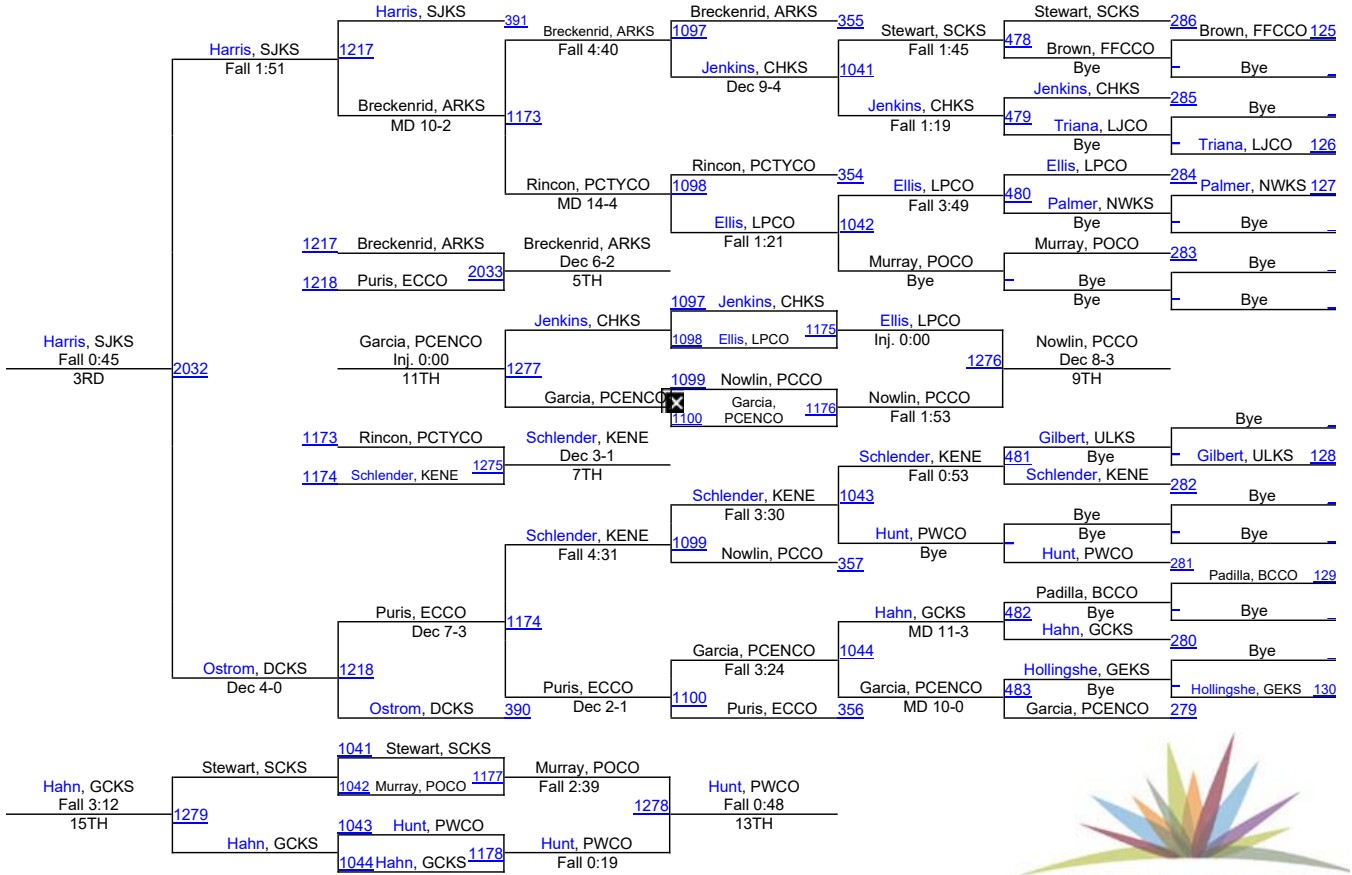 Harris, SJKS
391
Breckenrid, ARKS
355
Stewart, SCKS
286
Brown, FFCCO 125
Harris, SJKS
Fall 1:51
1217
Breckenrid, ARKS
Fall 4:40
1097
Stewart, SCKS
Fall 1:45
478
Brown, FFCCO
Bye
Bye
Jenkins, CHKS
Dec 9-4
1041
Jenkins, CHKS
285
Bye
Breckenrid, ARKS
MD 10-2
1173
Jenkins, CHKS
Fall 1:19
479
Triana, LJCO
Bye
Triana, LJCO 126
Rincon, PCTYCO
MD 14-4
1098
Rincon, PCTYCO
354
Ellis, LPCO
Fall 3:49
480
Ellis, LPCO
284
Palmer, NWKS 127
Palmer, NWKS
Bye
Bye
Ellis, LPCO
Fall 1:21
1042
Murray, POCO
283
Bye
1217 Breckenrid, ARKS
1218 Puris, ECCO
2033
Breckenrid, ARKS
Dec 6-2
5TH
Murray, POCO
Bye
Bye
Bye
Bye
Harris, SJKS
Fall 0:45
3RD
2032
Garcia, PCENCO
Inj. 0:00
11TH
Jenkins, CHKS
1277
Garcia, PCENCO
1097 Jenkins, CHKS
1098 Ellis, LPCO
1175
Ellis, LPCO
Inj. 0:00
1276
Nowlin, PCCO
Dec 8-3
9TH
1099 Nowlin, PCCO
1100 Garcia,
PCENCO
1176
Nowlin, PCCO
Fall 1:53
1173 Rincon, PCTYCO
1174 Schlender, KENE
1275
Schlender, KENE
Dec 3-1
7TH
Schlender, KENE
Fall 0:53
481
Gilbert, ULKS
Bye
Bye
Gilbert, ULKS 128
Schlender, KENE
282
Schlender, KENE
Fall 3:30
1043
Bye
Schlender, KENE
Fall 4:31
1099
Hunt, PWCO
Bye
Bye
Bye
Bye
Nowlin, PCCO
357
Hunt, PWCO
281
Padilla, BCCO 129
Puris, ECCO
Dec 7-3
1174
Hahn, GCKS
MD 11-3
482
Padilla, BCCO
Bye
Bye
Hahn, GCKS
280
Garcia, PCENCO
Fall 3:24
1044
Bye
Ostrom, DCKS
Dec 4-0
1218
Puris, ECCO
Dec 2-1
1100
Garcia, PCENCO
MD 10-0
483
Hollingshe, GEKS
Bye
Hollingshe, GEKS 130
Ostrom, DCKS
390
Puris, ECCO
356
Garcia, PCENCO
279
Hahn, GCKS
Fall 3:12
15TH
Stewart, SCKS
1279
Hahn, GCKS
1041 Stewart, SCKS
1042 Murray, POCO
1177
Murray, POCO
Fall 2:39
1278
Hunt, PWCO
Fall 0:48
13TH
1043 Hunt, PWCO
1044 Hahn, GCKS
1178
Hunt, PWCO
Fall 0:19